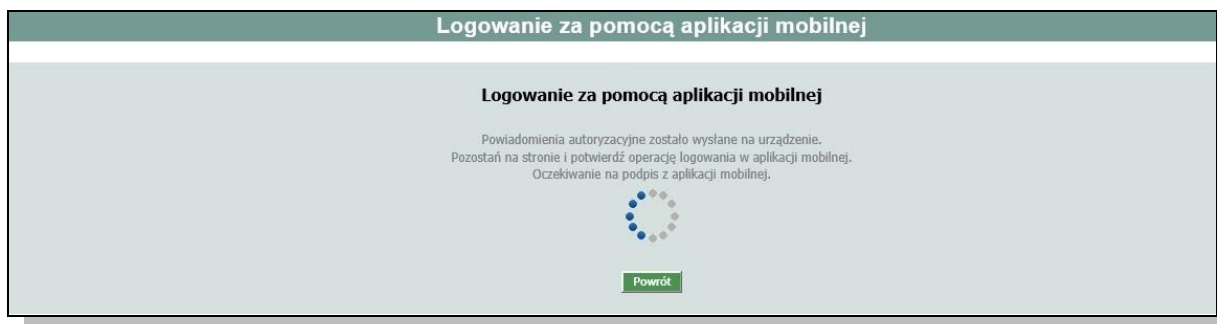 Logowanie za pomocą aplikacji mobilnej
Logowanie za pomocą aplikacji mobilnej
Powiadomienia autoryzacyjne zostało wysłane na urządzenie.
Pozostań na stronie i potwierdź operację logowania w aplikacji mobilnej.
Oczekiwanie na podpis z aplikacji mobilnej.
Powrót